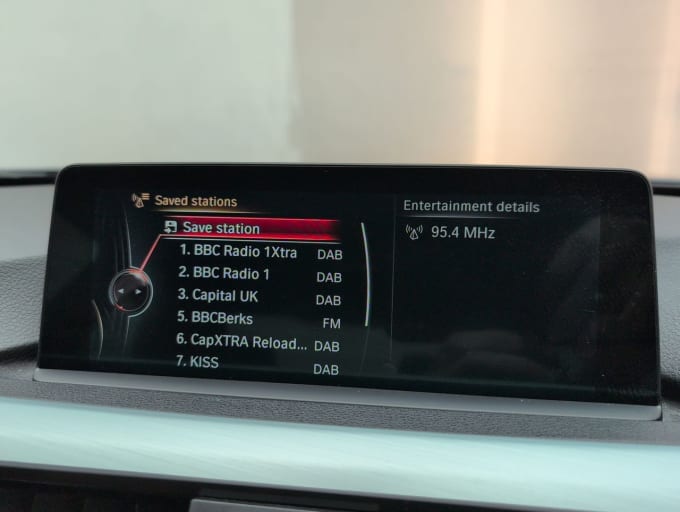 Saved stations
Save station
1. BBC Radio 1Xtra DAB
2. BBC Radio 1 DAB
3. Capital UK DAB
5. BBCBerks FM
6. CapXTRA Reload... DAB
7. KISS DAB
Entertainment details
95.4 MHz